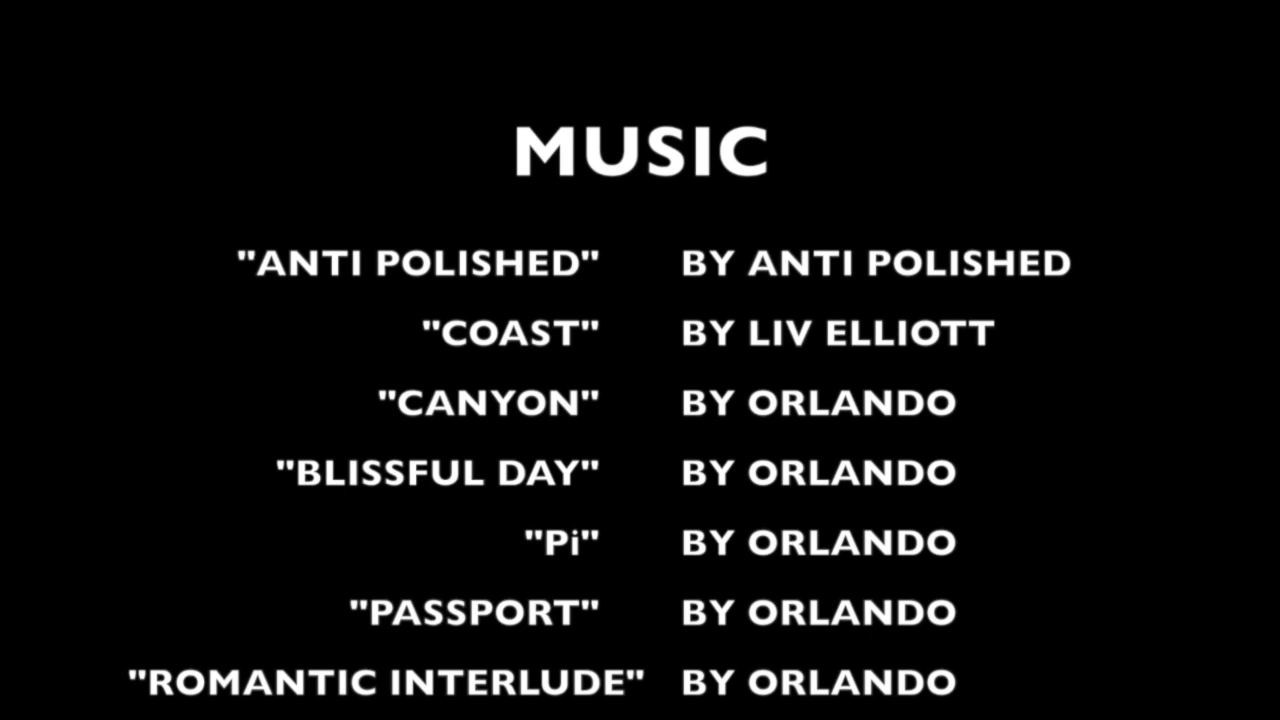 MUSIC
"ANTI POLISHED" BY ANTI POLISHED
"COAST" BY LIV ELLIOTT
"CANYON" BY ORLANDO
"BLISSFUL DAY" BY ORLANDO
"Pi" BY ORLANDO
"PASSPORT" BY ORLANDO
"ROMANTIC INTERLUDE" BY ORLANDO